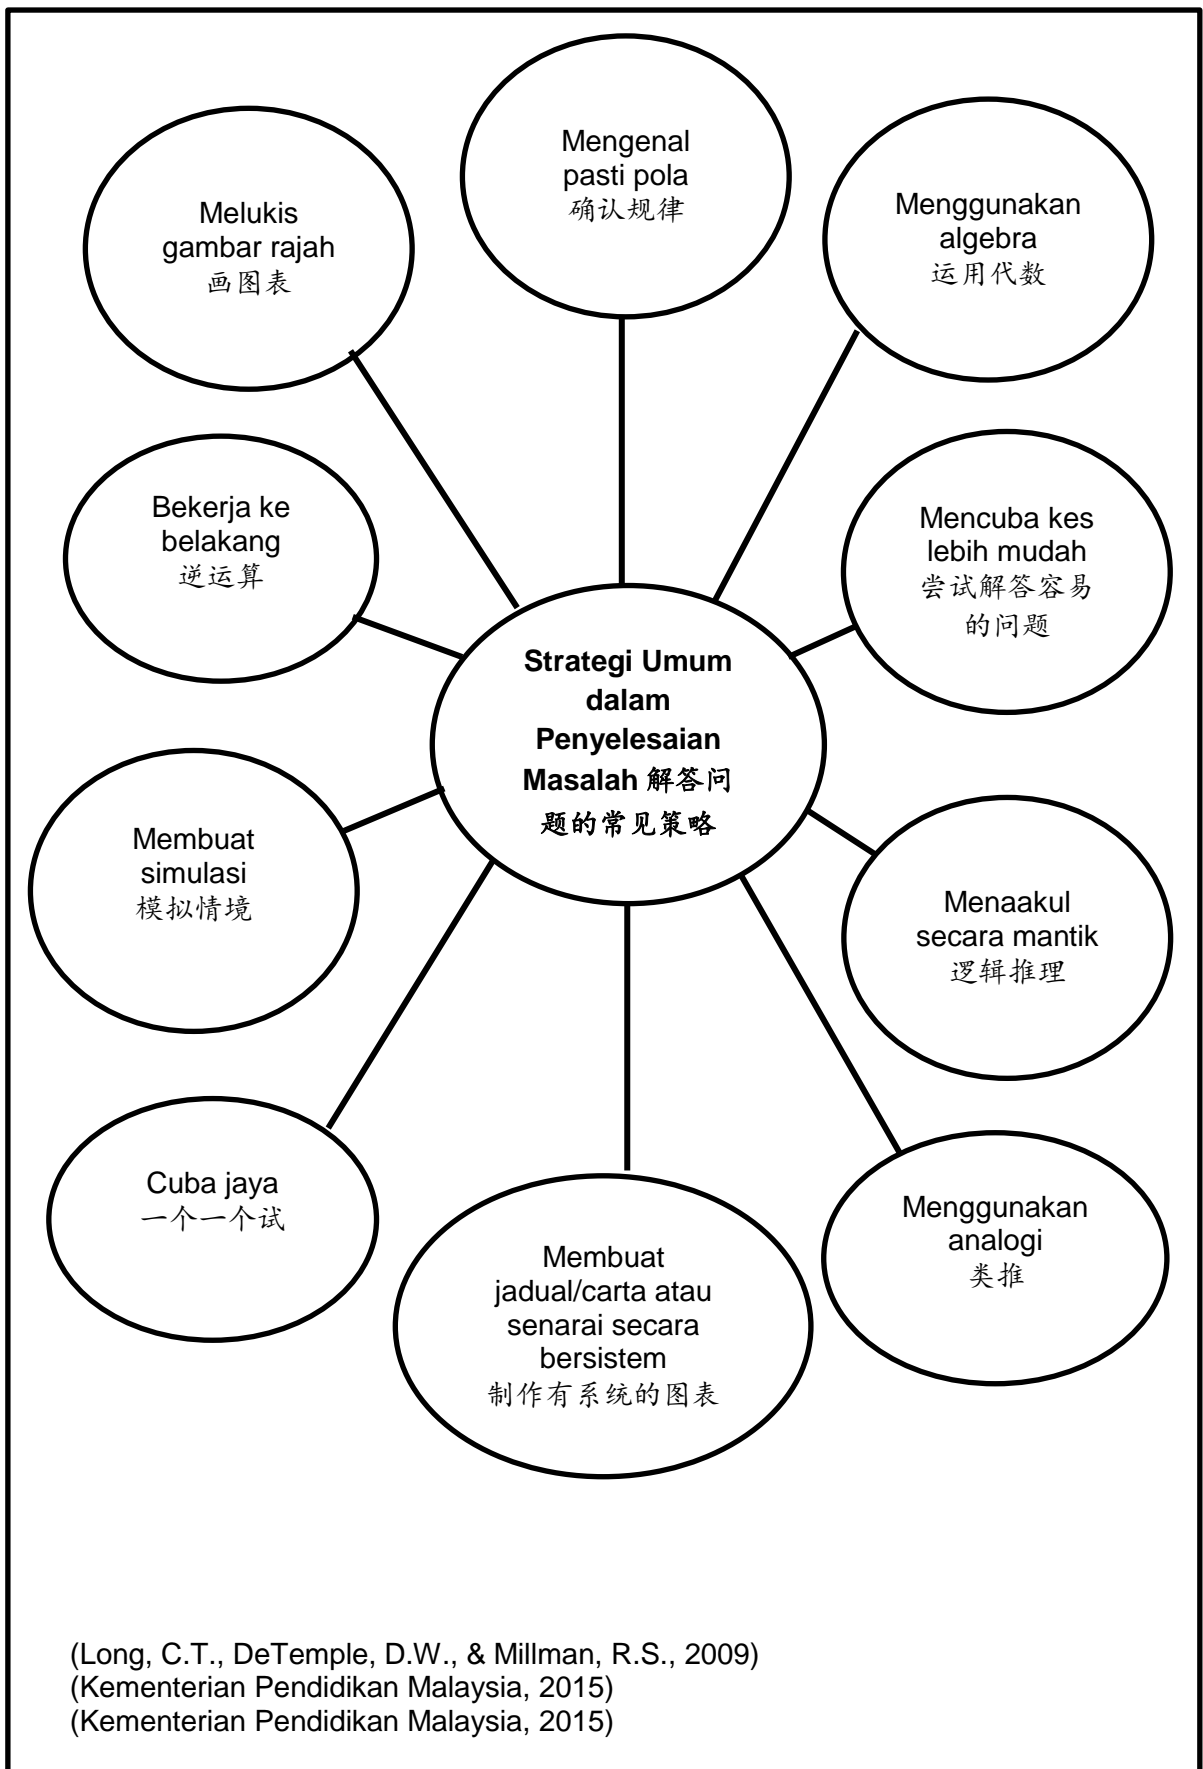 Mengenal
pasti pola
确认规律
Melukis
gambar rajah
画图表
Menggunakan
algebra
运用代数
Bekerja ke
belakang
逆运算
Mencuba kes
lebih mudah
尝试解答容易
的问题
Strategi Umum
dalam
Penyelesaian
Masalah 解答问
题的常见策略
Membuat
simulasi
模拟情境
Menaakul
secara mantik
逻辑推理
Cuba jaya
一个一个试
Membuat
jadual/carta atau
senarai secara
bersistem
制作有系统的图表
Menggunakan
analogi
类推
(Long, C.T., DeTemple, D.W., & Millman, R.S., 2009)
(Kementerian Pendidikan Malaysia, 2015)
(Kementerian Pendidikan Malaysia, 2015)